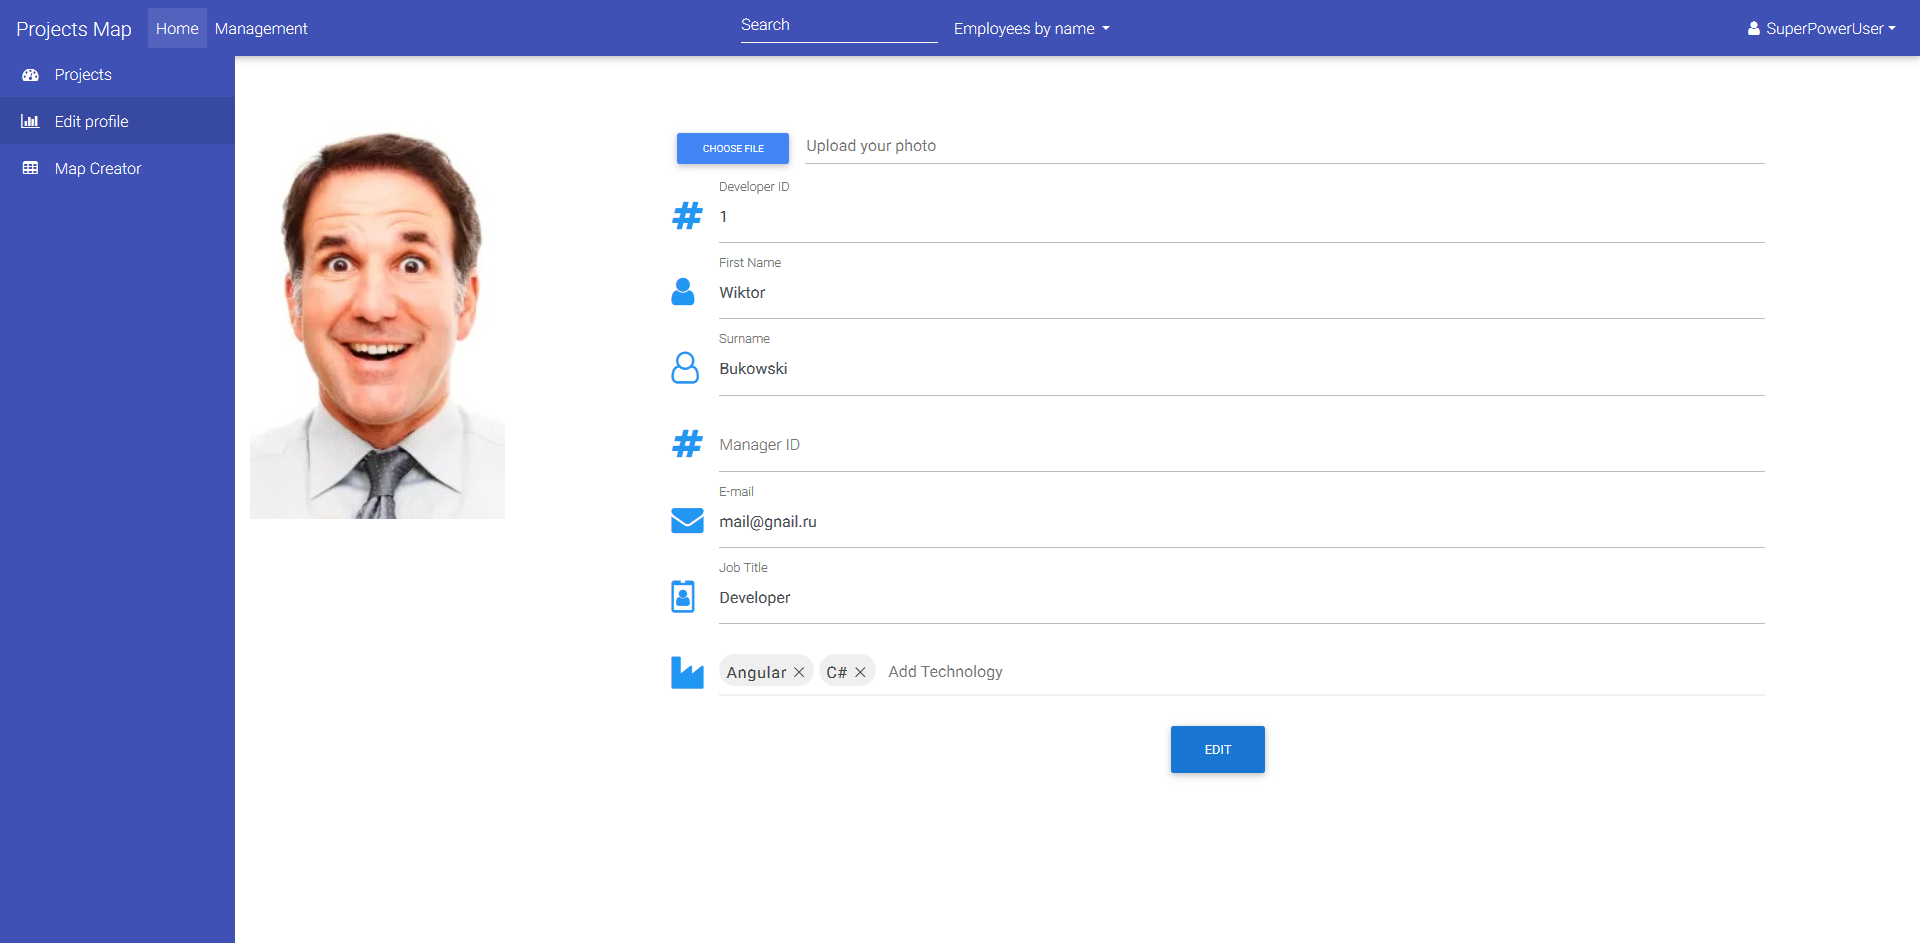 Projects Map Home Management Search Employees by name SuperPowerUser
Projects
Edit profile
Map Creator
CHOOSE FILE Upload your photo
Developer ID
1
First Name
Wiktor
Surname
Bukowski
Manager ID
E-mail
mail@gnail.ru
Job Title
Developer
Angular C# Add Technology
EDIT